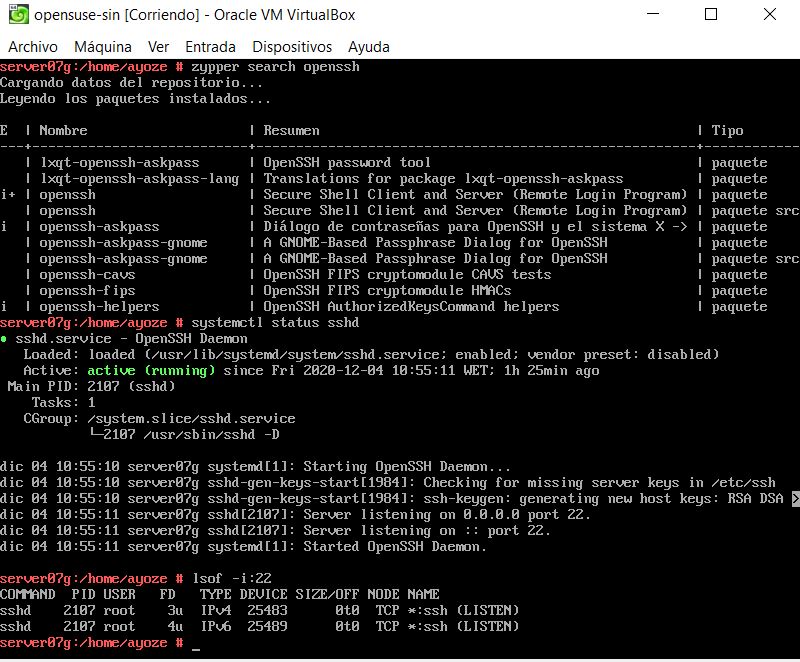 opensuse-sin [Corriendo] - Oracle VM VirtualBox
Archivo Máquina Ver Entrada Dispositivos Ayuda
server07g:/home/ayoze # zypper search openssh
Cargando datos del repositorio...
Leyendo los paquetes instalados...
E | Nombre | Resumen | Tipo
---+---------------------------+-------------------------------------------------------+------------
  | lxqt-openssh-askpass | OpenSSH password tool | paquete
  | lxqt-openssh-askpass-lang | Translations for package lxqt-openssh-askpass | paquete
i+ | openssh | Secure Shell Client and Server (Remote Login Program) | paquete
  | openssh | Secure Shell Client and Server (Remote Login Program) | paquete src
i | openssh-askpass | Diálogo de contraseñas para OpenSSH y el sistema X -> | paquete
  | openssh-askpass-gnome | A GNOME-Based Passphrase Dialog for OpenSSH | paquete
  | openssh-askpass-gnome | A GNOME-Based Passphrase Dialog for OpenSSH | paquete src
  | openssh-cavs | OpenSSH FIPS cryptomodule CAVS tests | paquete
  | openssh-fips | OpenSSH FIPS cryptomodule HMACs | paquete
i | openssh-helpers | OpenSSH AuthorizedKeysCommand helpers | paquete
server07g:/home/ayoze # systemctl status sshd
● sshd.service - OpenSSH Daemon
Loaded: loaded (/usr/lib/systemd/system/sshd.service; enabled; vendor preset: disabled)
Active: active (running) since Fri 2020-12-04 10:55:11 WET; 1h 25min ago
Main PID: 2107 (sshd)
Tasks: 1
CGroup: /system.slice/sshd.service
└─2107 /usr/sbin/sshd -D
dic 04 10:55:10 server07g systemd[1]: Starting OpenSSH Daemon...
dic 04 10:55:10 server07g sshd-gen-keys-start[1984]: Checking for missing server keys in /etc/ssh
dic 04 10:55:10 server07g sshd-gen-keys-start[1984]: ssh-keygen: generating new host keys: RSA DSA >
dic 04 10:55:11 server07g sshd[2107]: Server listening on 0.0.0.0 port 22.
dic 04 10:55:11 server07g sshd[2107]: Server listening on :: port 22.
dic 04 10:55:11 server07g systemd[1]: Started OpenSSH Daemon.
server07g:/home/ayoze # lsof -i:22
COMMAND PID USER FD TYPE DEVICE SIZE/OFF NODE NAME
sshd 2107 root 3u IPv4 25483 0t0 TCP *:ssh (LISTEN)
sshd 2107 root 4u IPv6 25489 0t0 TCP *:ssh (LISTEN)
server07g:/home/ayoze # _